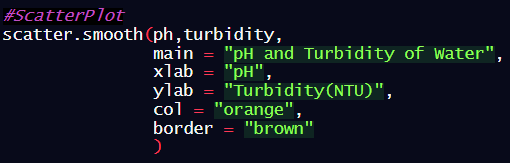 #ScatterPlot
scatter.smooth(ph,turbidity,
main = "pH and Turbidity of Water",
xlab = "pH",
ylab = "Turbidity(NTU)",
col = "orange",
border = "brown"
)